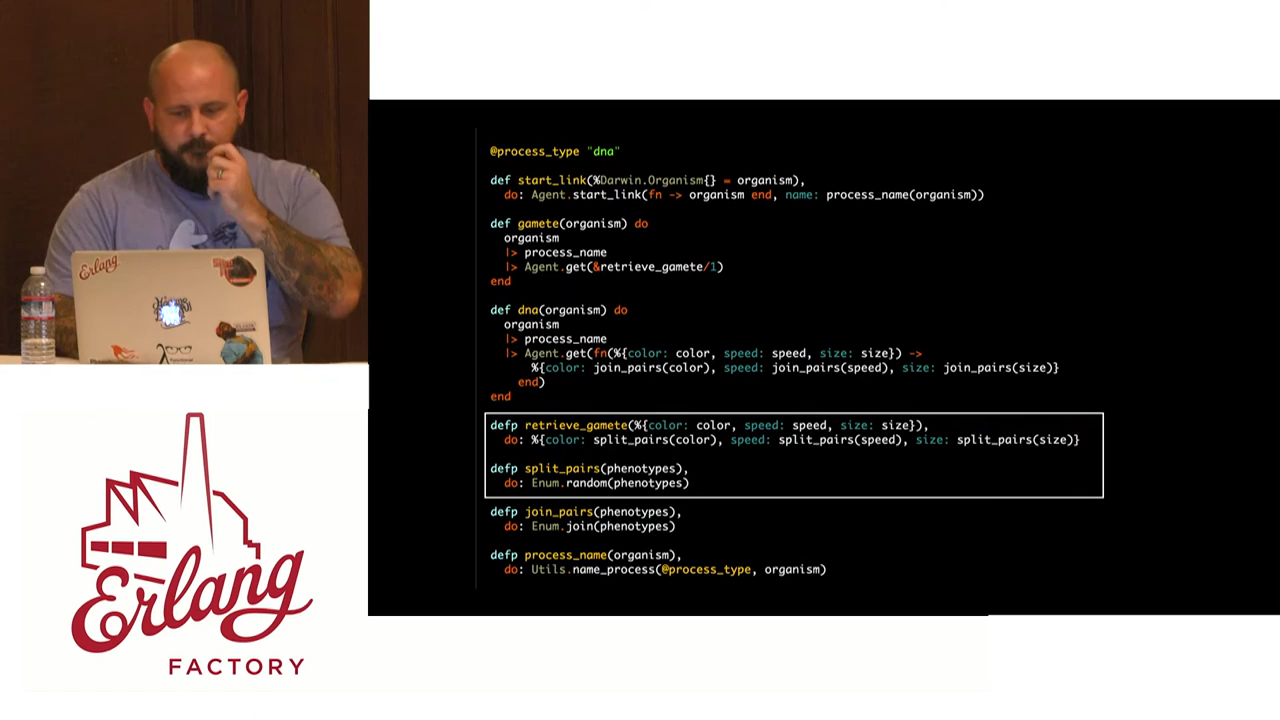 @process_type "dna"
def start_link(%Darwin.Organism{} = organism),
do: Agent.start_link(fn -> organism end, name: process_name(organism))
def gamete(organism) do
organism
|> process_name
|> Agent.get(&retrieve_gamete/1)
end
def dna(organism) do
organism
|> process_name
|> Agent.get(fn(%{color: color, speed: speed, size: size}) ->
%{color: join_pairs(color), speed: join_pairs(speed), size: join_pairs(size)}
end)
end
defp retrieve_gamete(%{color: color, speed: speed, size: size}),
do: %{color: split_pairs(color), speed: split_pairs(speed), size: split_pairs(size)}
defp split_pairs(phenotypes),
do: Enum.random(phenotypes)
defp join_pairs(phenotypes),
do: Enum.join(phenotypes)
defp process_name(organism),
do: Utils.name_process(@process_type, organism)
Erlang
Erlang
FACTORY